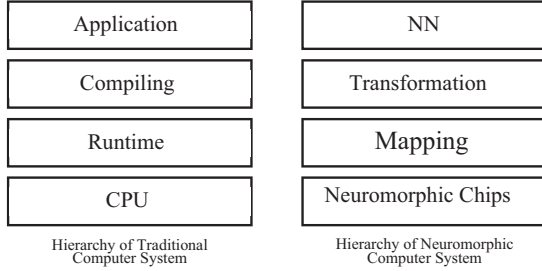 Application
Compiling
Runtime
CPU
Hierarchy of Traditional
Computer System
NN
Transformation
Mapping
Neuromorphic Chips
Hierarchy of Neuromorphic
Computer System